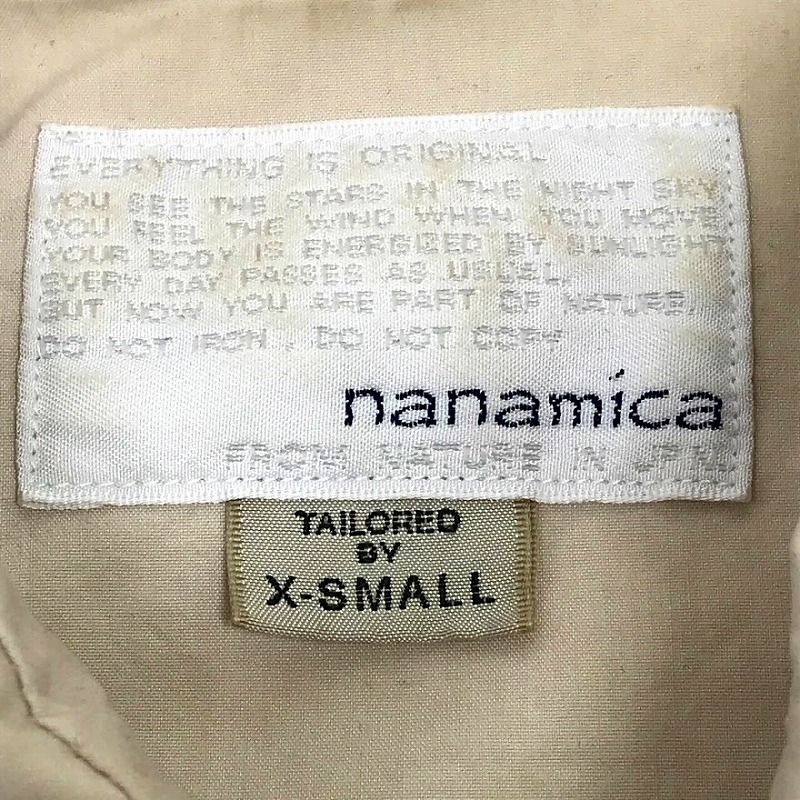 EVERYTHING IS ORIGINAL
YOU SEE THE STARS IN THE NIGHT SKY
YOU FEEL THE WIND WHEN YOU MOVE
YOUR BODY IS ENERGIZED BY SUNLIGHT
EVERY DAY PASSES AS USUAL,
BUT NOW YOU ARE PART OF NATURE.
DO NOT IRON, DO NOT COPY
nanamica
FROM NATURE IN JPN.
TAILORED
BY
X-SMALL